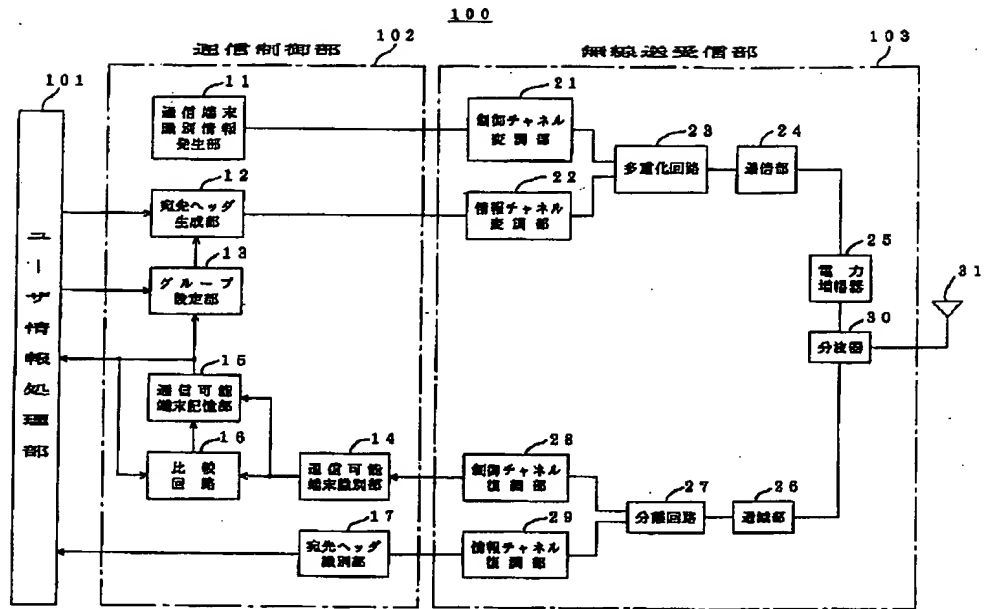 100
通信制御部
102
無線送受信部
103
101
ユーザ情報処理部
11
通信端末
識別情報
発生部
12
宛先ヘッダ
生成部
13
グループ
設定部
15
通信可能
端末記憶部
16
比較
回路
14
通信可能
端末識別部
17
宛先ヘッダ
識別部
21
制御チャネル
変調部
22
情報チャネル
変調部
23
多重化回路
24
25
電力
増幅器
30
分波器
31
28
制御チャネル
復調部
27
分離回路
26
29
情報チャネル
復調部